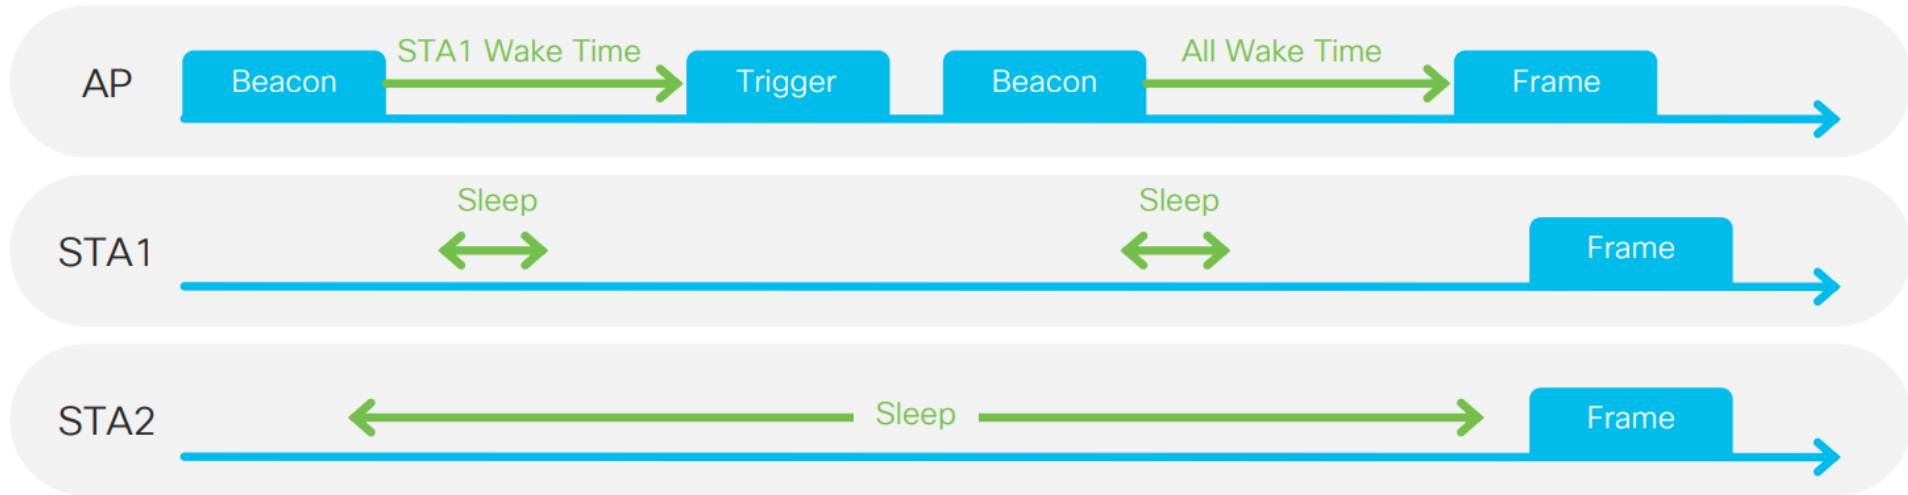 STA1 Wake Time
All Wake Time
AP
Beacon
Trigger
Beacon
Frame
Sleep
Sleep
STA1
Frame
STA2
Sleep
Frame